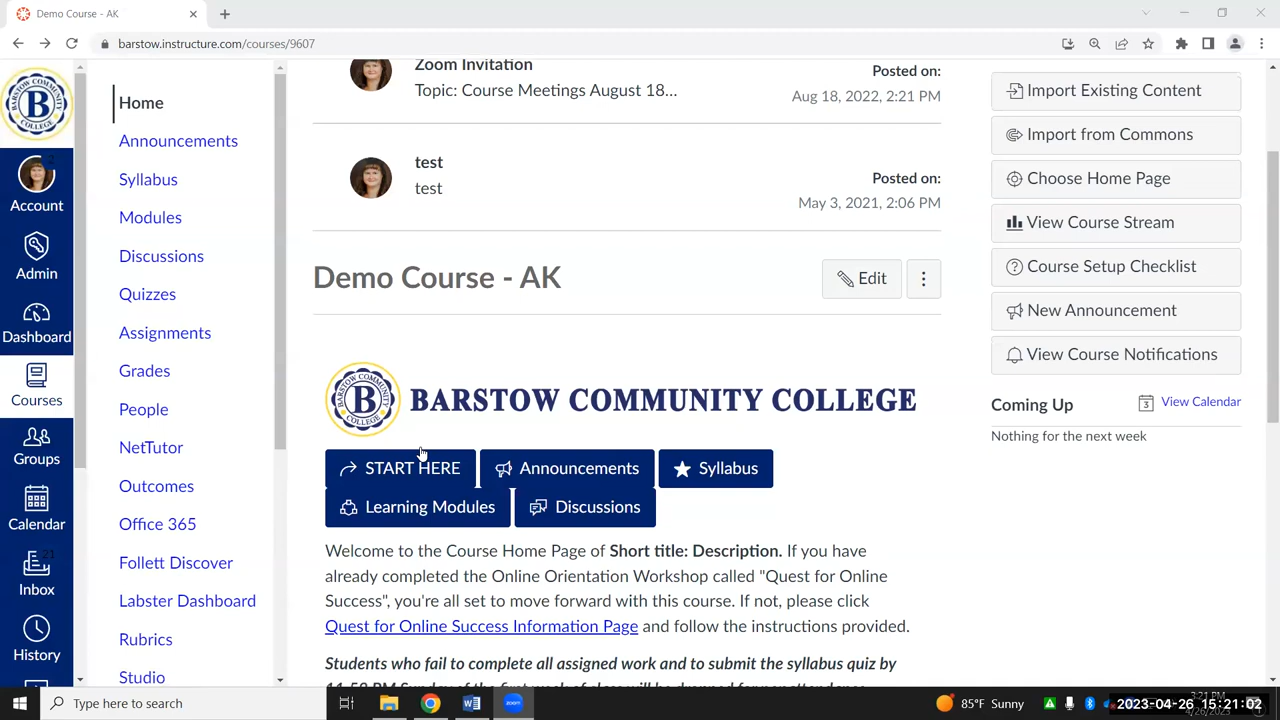 Demo Course - AK
barstow.instructure.com/courses/9607
Account
Admin
Dashboard
Courses
Groups
Calendar
21
Inbox
History
Home
Announcements
Syllabus
Modules
Discussions
Quizzes
Assignments
Grades
People
NetTutor
Outcomes
Office 365
Follett Discover
Labster Dashboard
Rubrics
Studio
Zoom Invitation
Topic: Course Meetings August 18...
Posted on:
Aug 18, 2022, 2:21 PM
test
test
Posted on:
May 3, 2021, 2:06 PM
Demo Course - AK
Edit
B
BARSTOW COMMUNITY COLLEGE
START HERE
Announcements
Syllabus
Learning Modules
Discussions
Welcome to the Course Home Page of Short title: Description. If you have
already completed the Online Orientation Workshop called "Quest for Online
Success", you're all set to move forward with this course. If not, please click
Quest for Online Success Information Page and follow the instructions provided.
Students who fail to complete all assigned work and to submit the syllabus quiz by
Import Existing Content
Import from Commons
Choose Home Page
View Course Stream
Course Setup Checklist
New Announcement
View Course Notifications
Coming Up
3
View Calendar
Nothing for the next week
Type here to search
85°F Sunny
2023-04-26 15:21:02